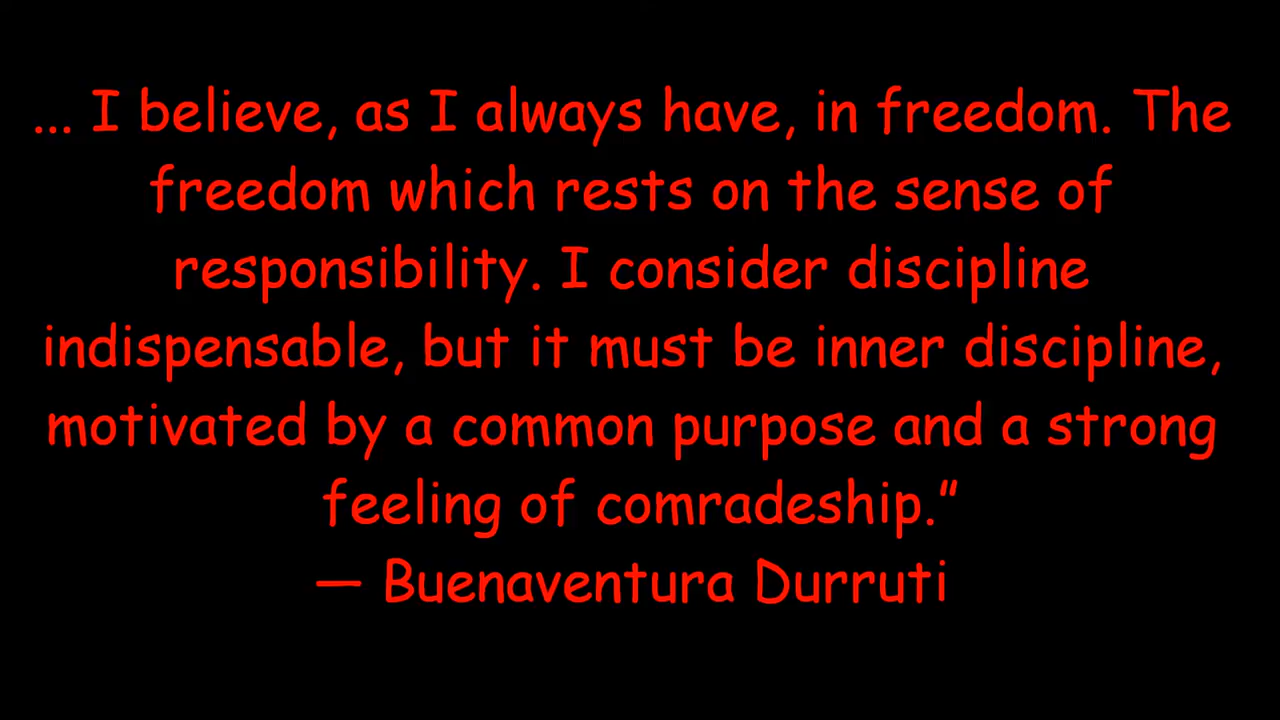 ... I believe, as I always have, in freedom. The
freedom which rests on the sense of
responsibility. I consider discipline
indispensable, but it must be inner discipline,
motivated by a common purpose and a strong
feeling of comradeship.”
— Buenaventura Durruti